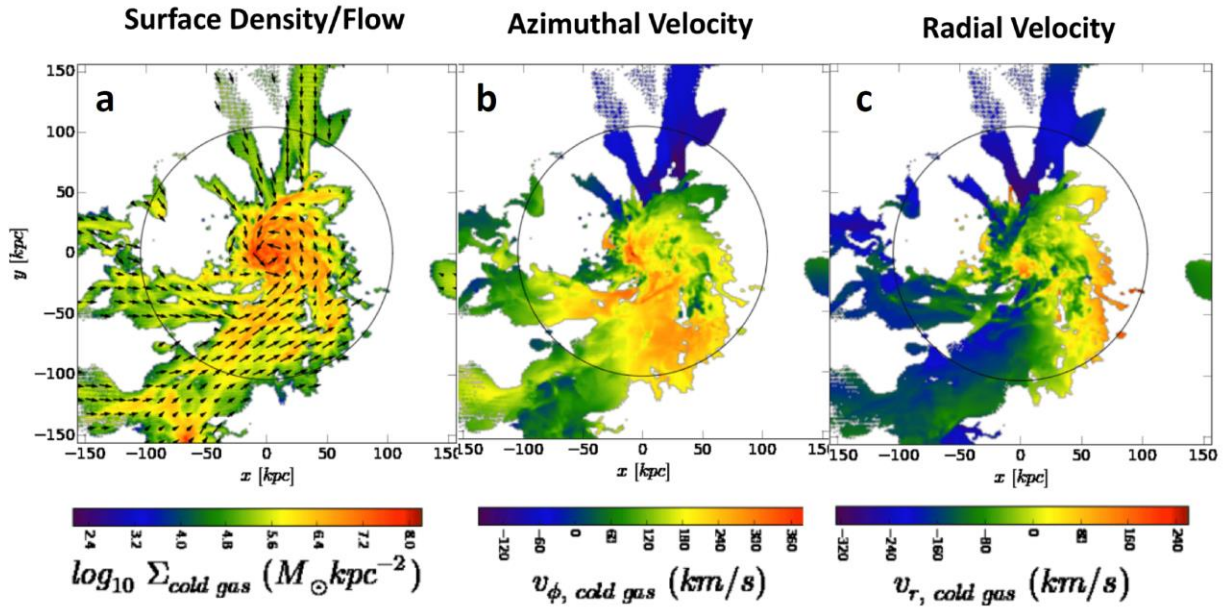 Surface Density/Flow
Azimuthal Velocity
Radial Velocity
a
b
c
150
100
50
0
−50
−100
−150
y [kpc]
−150 −100 −50 0 50 100 150
−100 −50 0 50 100 150
−100 −50 0 50 100 150
x [kpc]
x [kpc]
x [kpc]
2.4 3.2 4.0 4.8 5.6 6.4 7.2 8.0
−120 −60 0 60 120 180 240 300 360
−320 −240 −160 −80 0 80 160 240
log₁₀ Σcold gas (M⊙kpc⁻²)
vϕ, cold gas (km/s)
vr, cold gas (km/s)